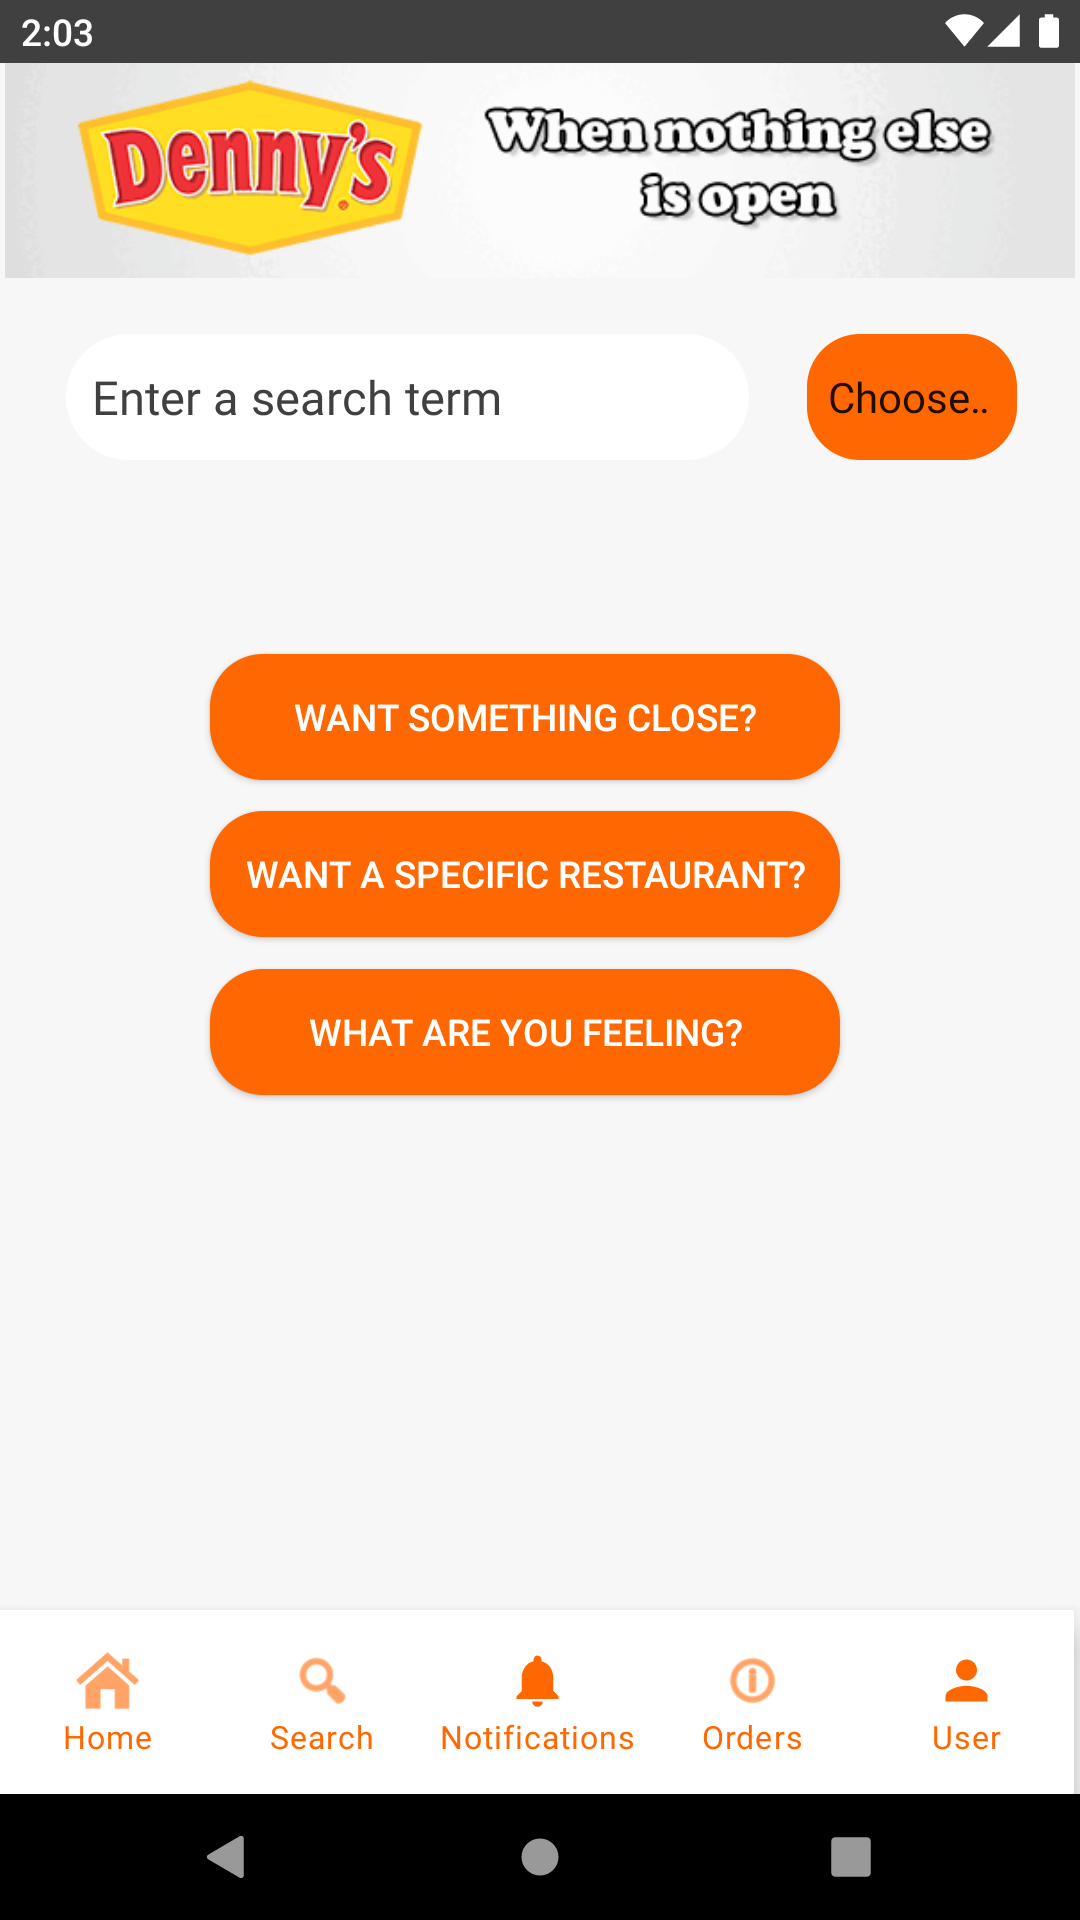 2:03
Denny's
When nothing else
is open
Enter a search term
Choose..
WANT SOMETHING CLOSE?
WANT A SPECIFIC RESTAURANT?
WHAT ARE YOU FEELING?
Home
Search
Notifications
Orders
User